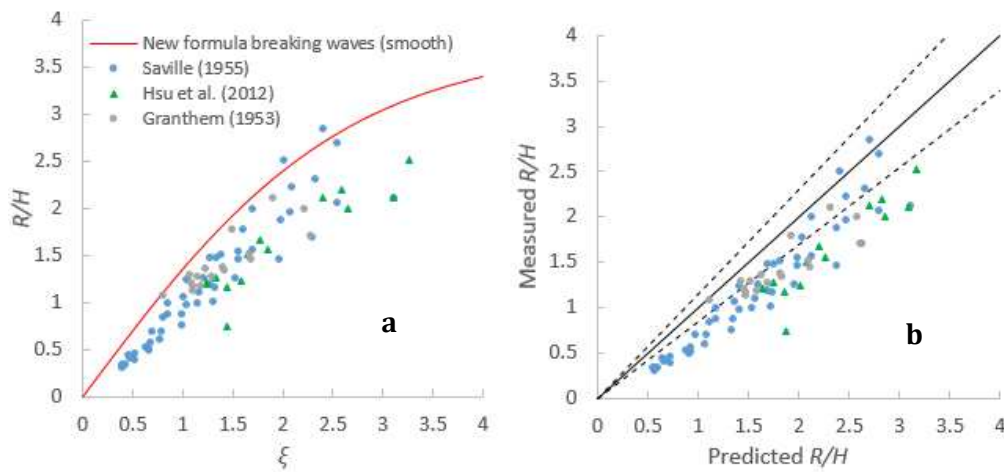 4
3.5
3
2.5
2
1.5
1
0.5
0
R/H
New formula breaking waves (smooth)
Saville (1955)
Hsu et al. (2012)
Granthem (1953)
a
0 0.5 1 1.5 2 2.5 3 3.5 4
ξ
4
3.5
3
2.5
2
1.5
1
0.5
0
Measured R/H
b
0 0.5 1 1.5 2 2.5 3 3.5 4
Predicted R/H